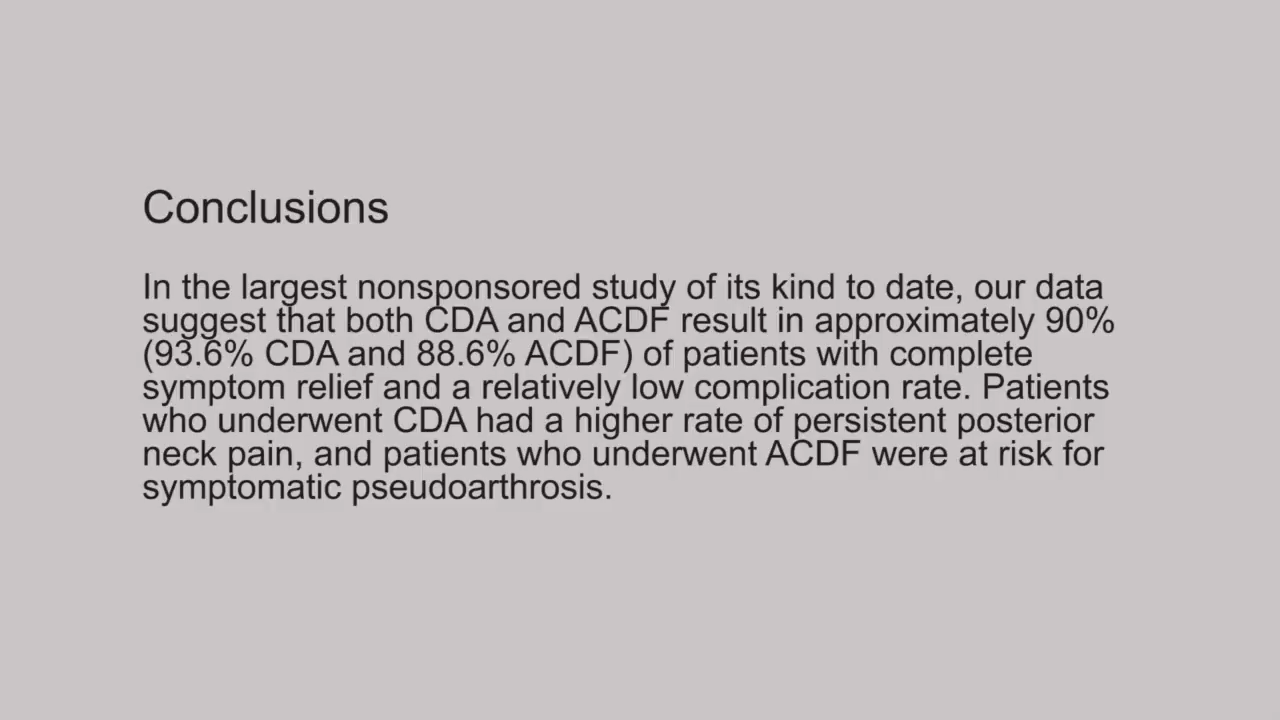 Conclusions
In the largest nonsponsored study of its kind to date, our data
suggest that both CDA and ACDF result in approximately 90%
(93.6% CDA and 88.6% ACDF) of patients with complete
symptom relief and a relatively low complication rate. Patients
who underwent CDA had a higher rate of persistent posterior
neck pain, and patients who underwent ACDF were at risk for
symptomatic pseudoarthrosis.